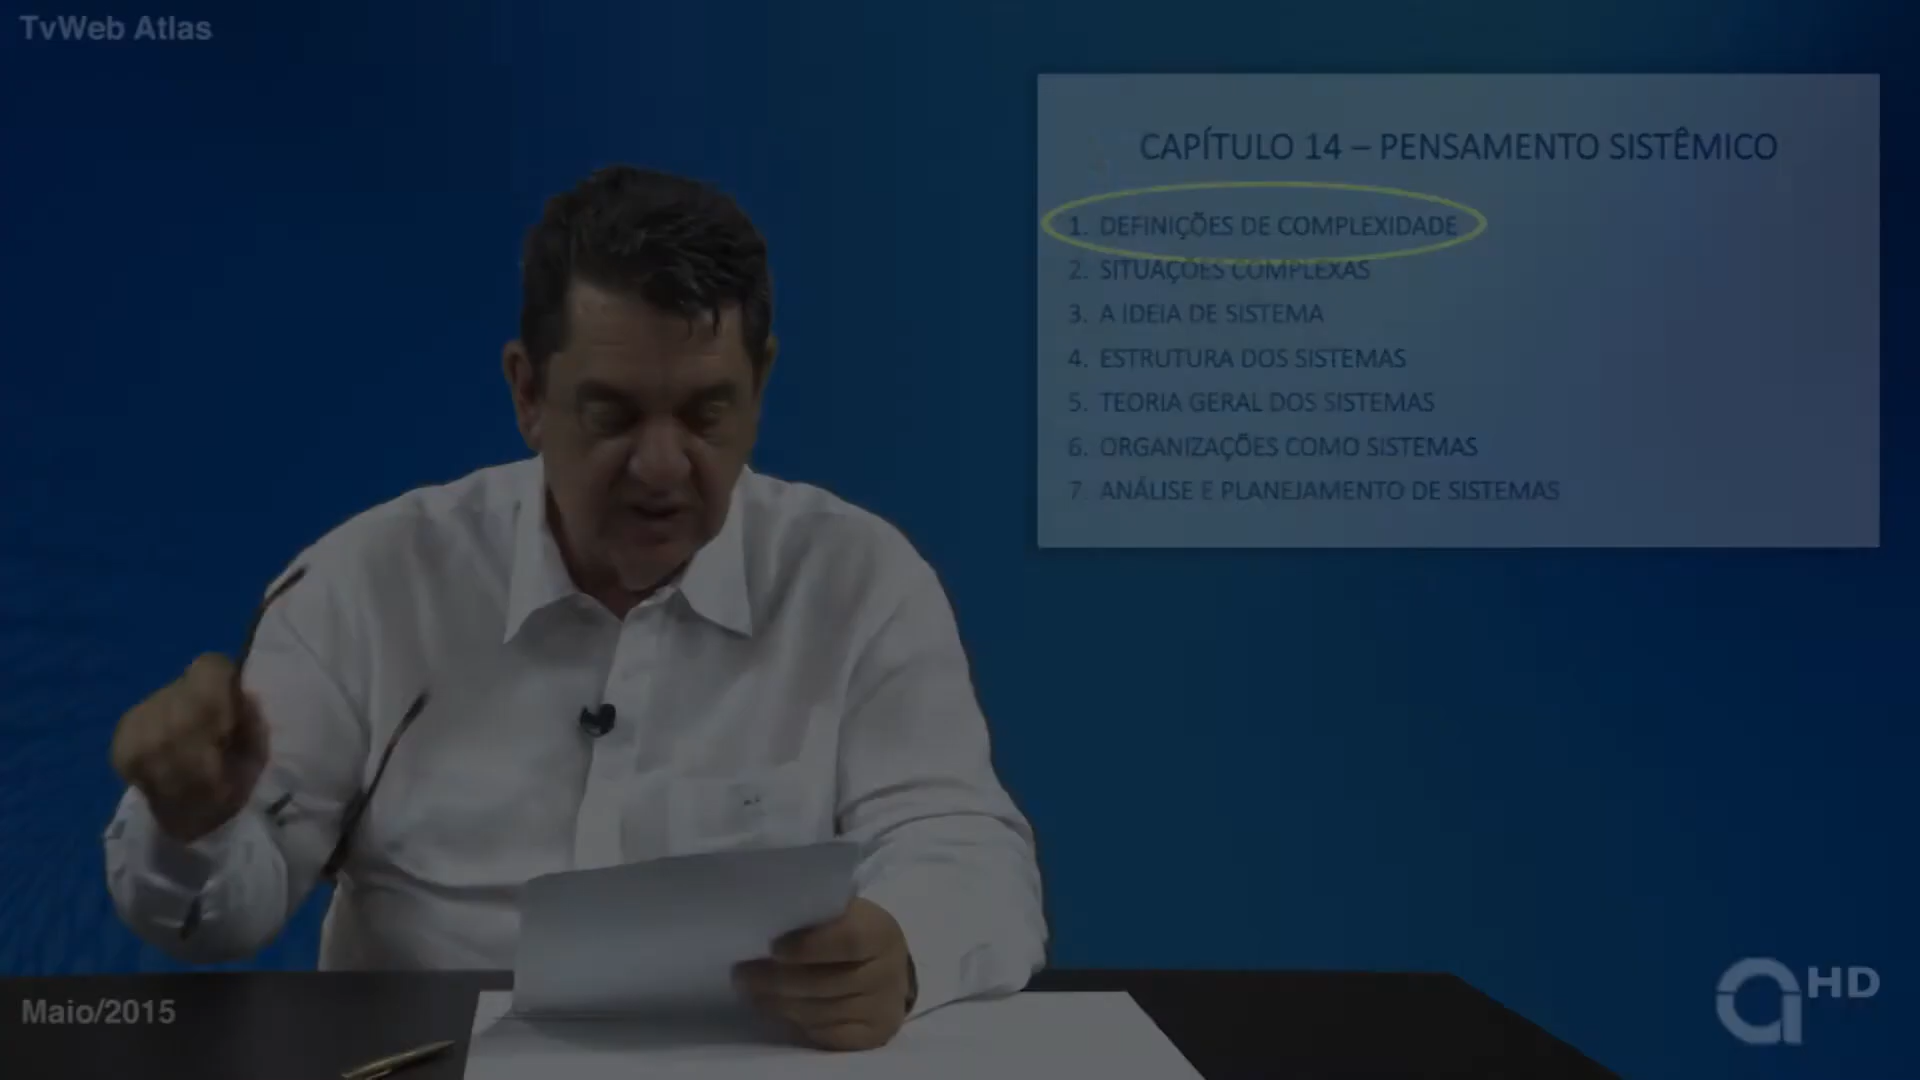 TvWeb Atlas
CAPÍTULO 14 – PENSAMENTO SISTÊMICO
1. DEFINIÇÕES DE COMPLEXIDADE
2. SITUAÇÕES COMPLEXAS
3. A IDEIA DE SISTEMA
4. ESTRUTURA DOS SISTEMAS
5. TEORIA GERAL DOS SISTEMAS
6. ORGANIZAÇÕES COMO SISTEMAS
7. ANÁLISE E PLANEJAMENTO DE SISTEMAS
Maio/2015
a HD